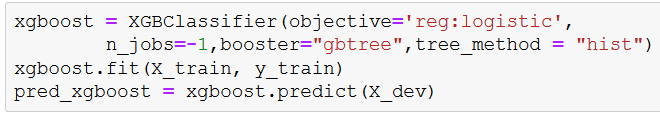 xgboost = XGBClassifier(objective='reg:logistic',
n_jobs=-1,booster="gbtree",tree_method = "hist")
xgboost.fit(X_train, y_train)
pred_xgboost = xgboost.predict(X_dev)